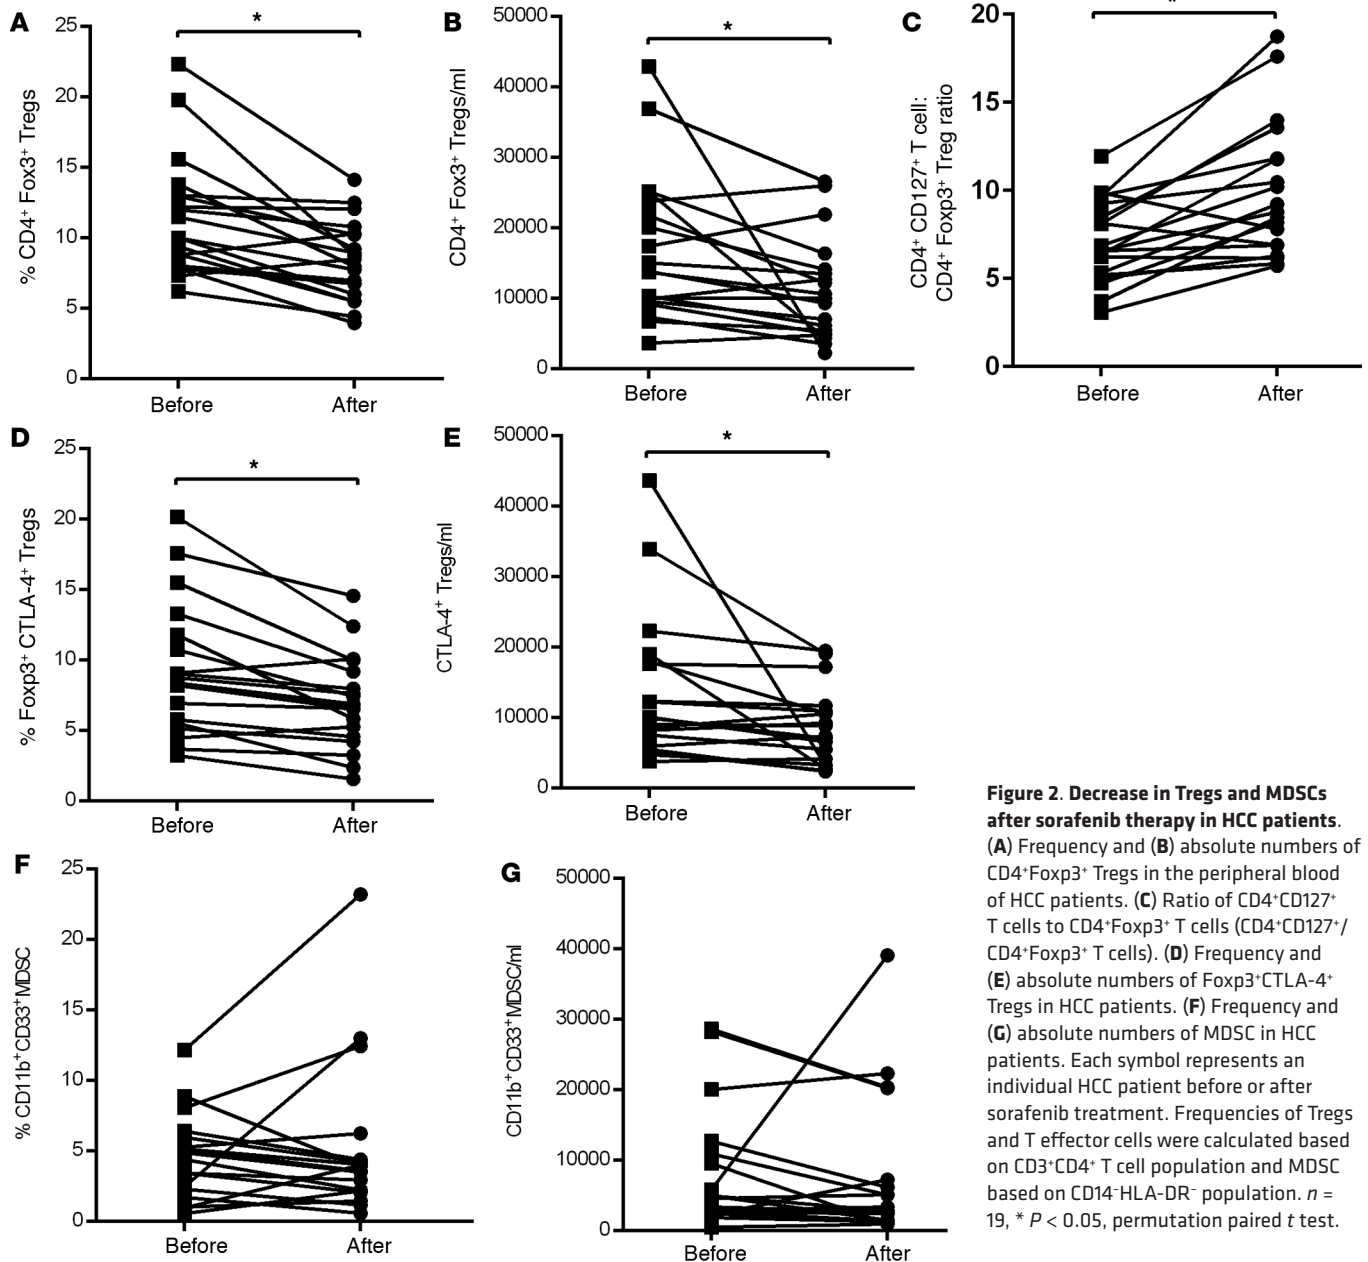 A
*
25
20
15
10
5
0
% CD4⁺ Fox3⁺ Tregs
Before After
B
*
50000
40000
30000
20000
10000
0
CD4⁺ Fox3⁺ Tregs/ml
Before After
C
*
20
15
10
5
0
CD4⁺ CD127⁺ T cell:
CD4⁺ Foxp3⁺ Treg ratio
Before After
D
*
25
20
15
10
5
0
% Foxp3⁺ CTLA-4⁺ Tregs
Before After
E
*
50000
40000
30000
20000
10000
0
CTLA-4⁺ Tregs/ml
Before After
F
25
20
15
10
5
0
% CD11b⁺CD33⁺MDSC
Before After
G
50000
40000
30000
20000
10000
0
CD11b⁺CD33⁺MDSC/ml
Before After
Figure 2. Decrease in Tregs and MDSCs
after sorafenib therapy in HCC patients.
(A) Frequency and (B) absolute numbers of
CD4⁺Foxp3⁺ Tregs in the peripheral blood
of HCC patients. (C) Ratio of CD4⁺CD127⁺
T cells to CD4⁺Foxp3⁺ T cells (CD4⁺CD127⁺/
CD4⁺Foxp3⁺ T cells). (D) Frequency and
(E) absolute numbers of Foxp3⁺CTLA-4⁺
Tregs in HCC patients. (F) Frequency and
(G) absolute numbers of MDSC in HCC
patients. Each symbol represents an
individual HCC patient before or after
sorafenib treatment. Frequencies of Tregs
and T effector cells were calculated based
on CD3⁺CD4⁺ T cell population and MDSC
based on CD14⁻HLA-DR⁻ population. n =
19, * P < 0.05, permutation paired t test.